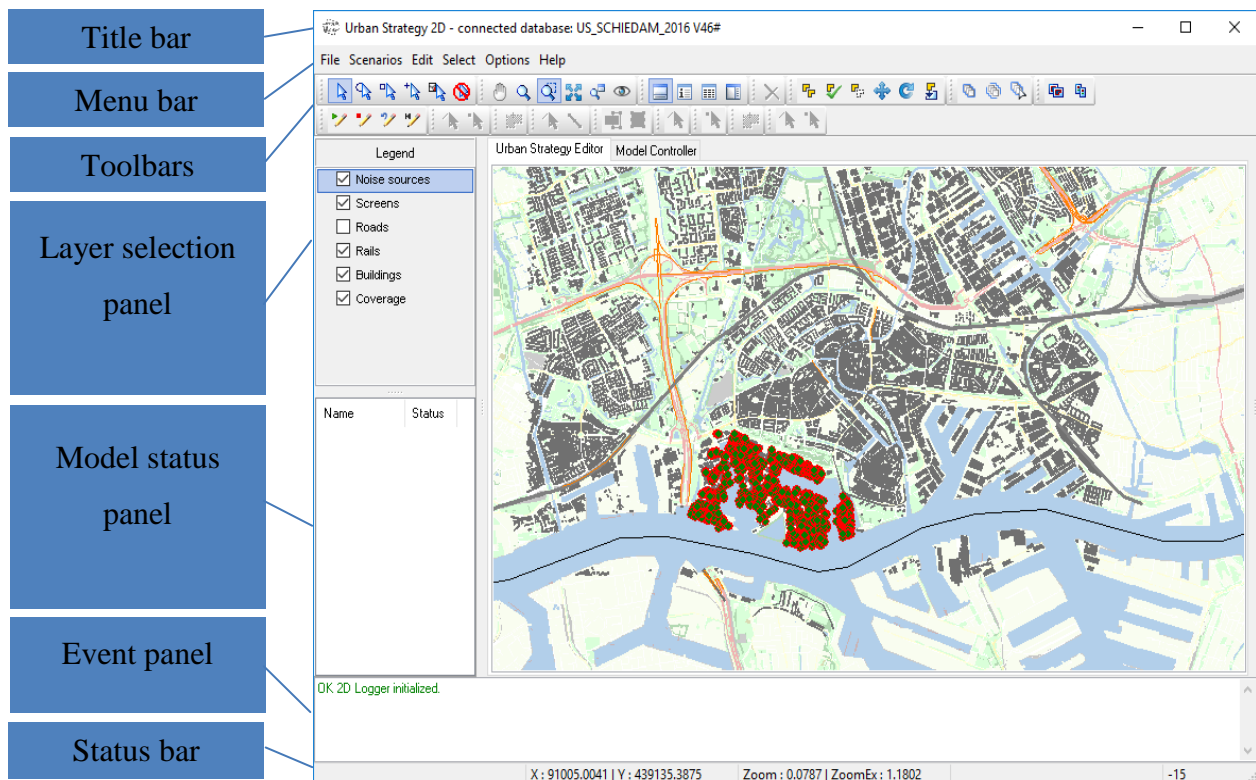 Title bar
Menu bar
Toolbars
Layer selection
panel
Model status
panel
Event panel
Status bar
Urban Strategy 2D - connected database: US_SCHIEDAM_2016 V46#
File Scenarios Edit Select Options Help
Legend
Noise sources
Screens
Roads
Rails
Buildings
Coverage
Name Status
Urban Strategy Editor Model Controller
OK 2D Logger initialized.
X : 91005.0041 | Y : 439135.3875 Zoom : 0.0787 | ZoomEx : 1.1802 -15